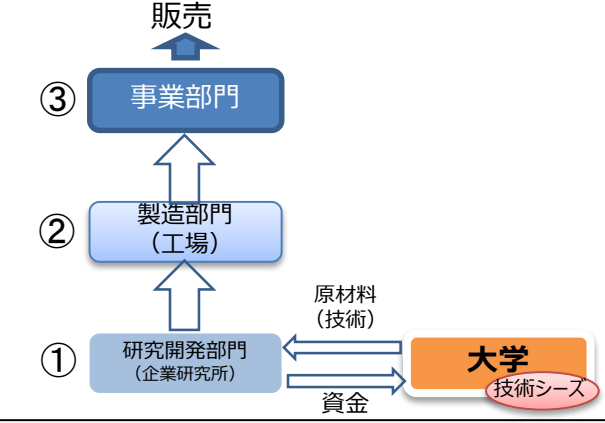 販売
③
事業部門
②
製造部門
（工場）
原材料
（技術）
①
研究開発部門
（企業研究所）
大学
技術シーズ
資金